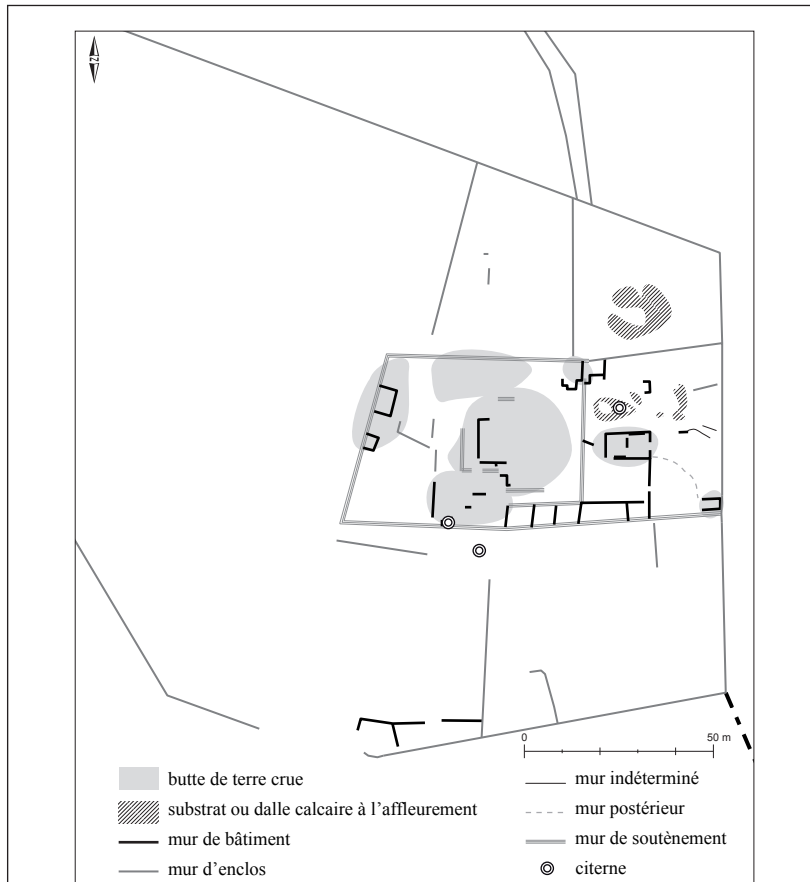 N
0 50 m
butte de terre crue
substrat ou dalle calcaire à l'affleurement
mur de bâtiment
mur d'enclos
mur indéterminé
mur postérieur
mur de soutènement
citerne